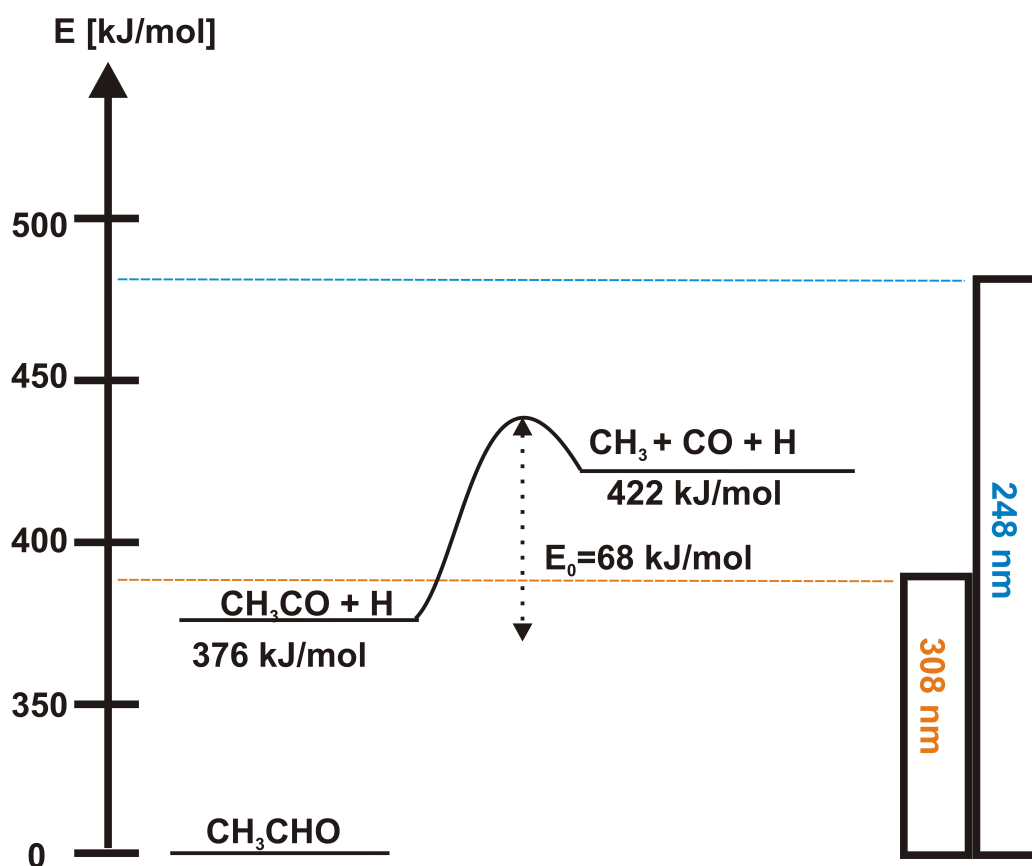 E [kJ/mol]
500
450
CH₃ + CO + H
422 kJ/mol
248 nm
400
E₀=68 kJ/mol
CH₃CO + H
376 kJ/mol
308 nm
350
CH₃CHO
0